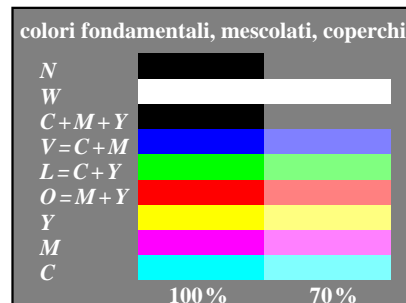 colori fondamentali, mescolati, coperchi
N
W
C+M+Y
V=C+M
L=C+Y
O=M+Y
Y
M
C
100% 70%